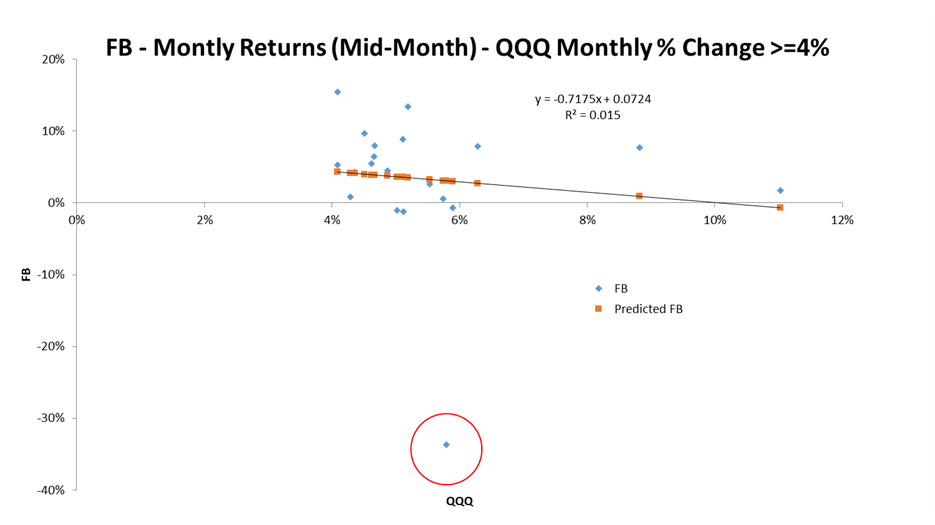 FB - Montly Returns (Mid-Month) - QQQ Monthly % Change >=4%
20%
y = -0.7175x + 0.0724
R² = 0.015
10%
0%
0% 2% 4% 6% 8% 10% 12%
FB
-10%
FB
Predicted FB
-20%
-30%
-40%
QQQ